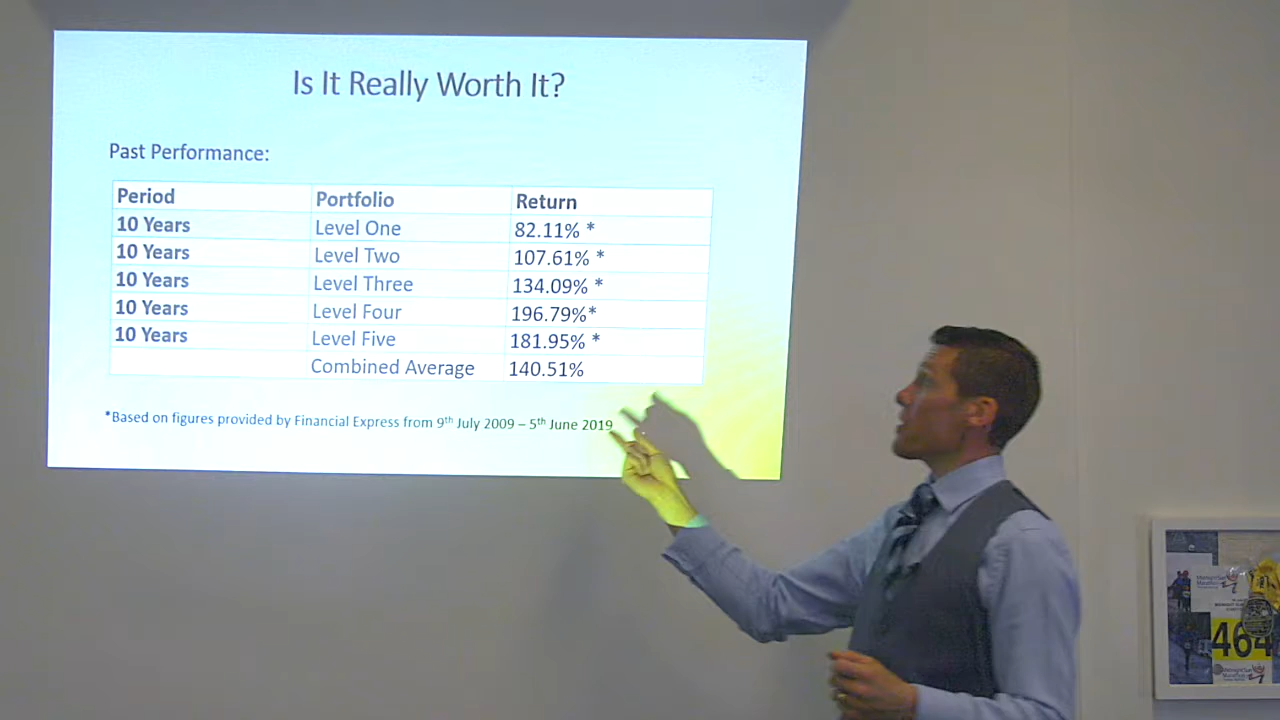 Is It Really Worth It?
Past Performance:
Period Portfolio Return
10 Years Level One 82.11% *
10 Years Level Two 107.61% *
10 Years Level Three 134.09% *
10 Years Level Four 196.79%*
10 Years Level Five 181.95% *
Combined Average 140.51%
*Based on figures provided by Financial Express from 9th July 2009 – 5th June 2019
464